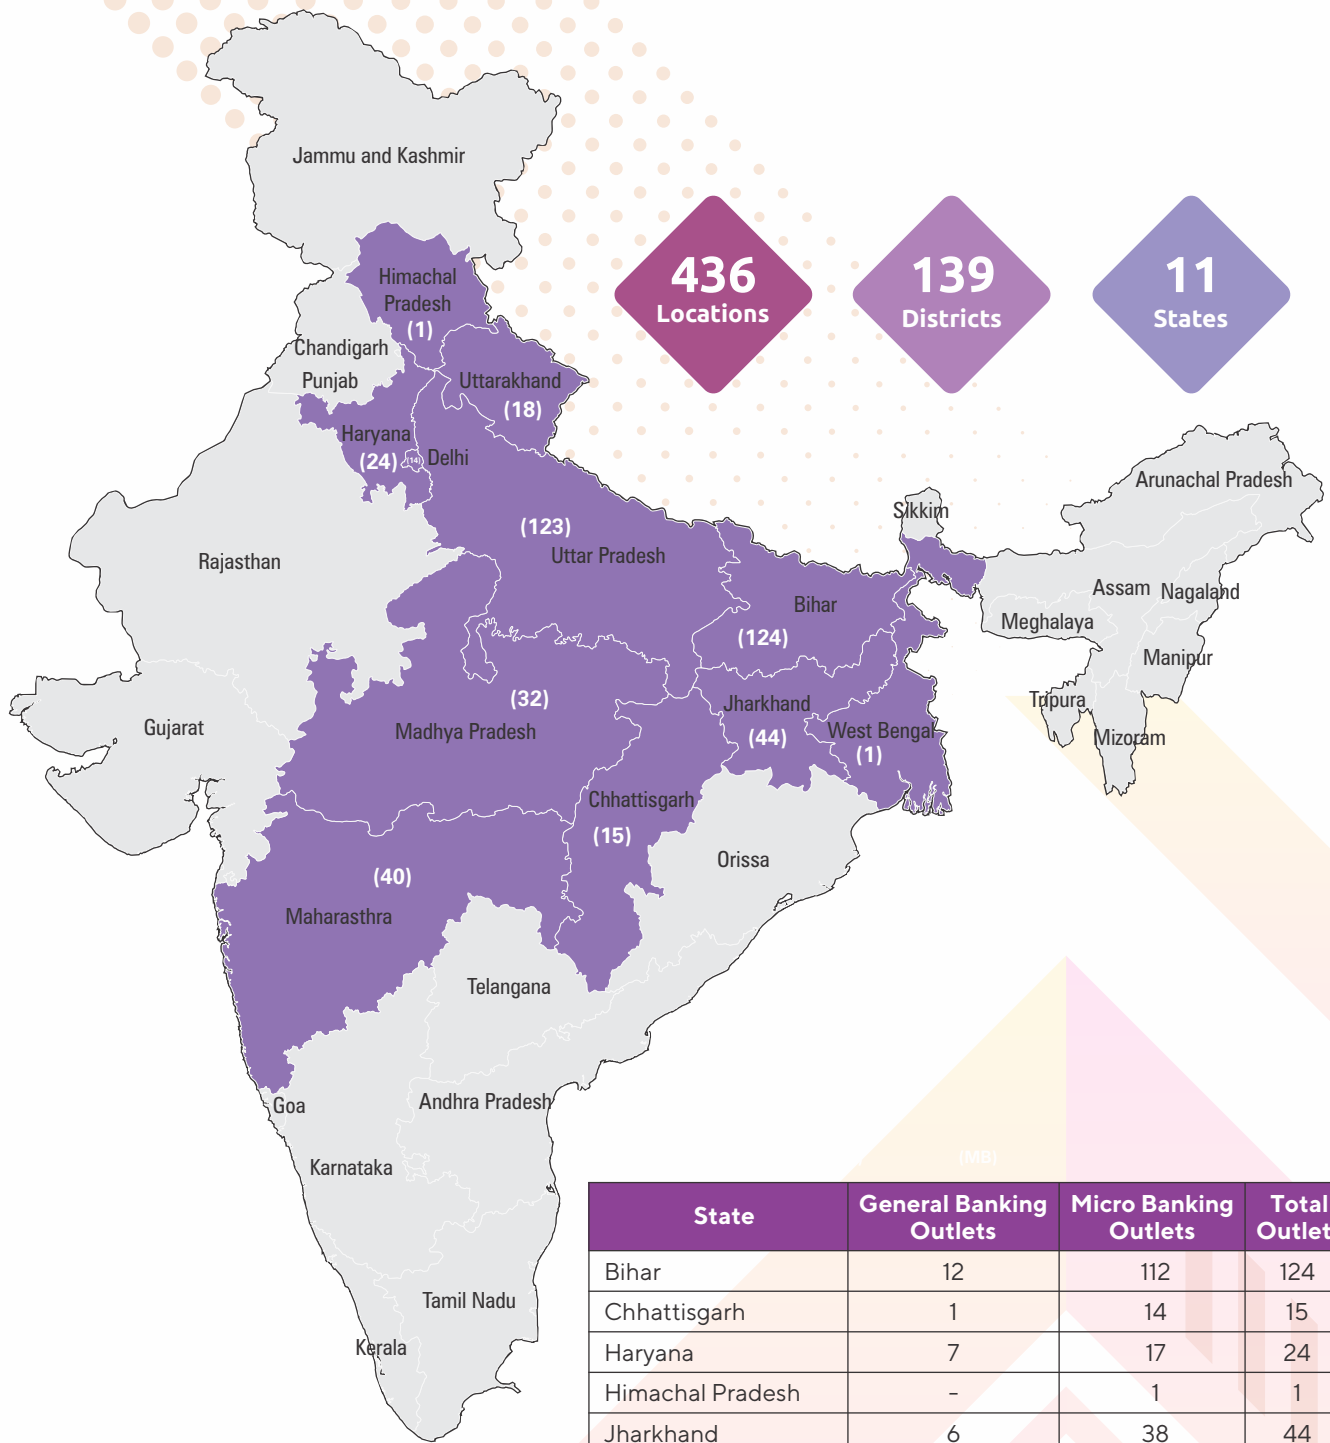 Jammu and Kashmir
Himachal
Pradesh
(1)
436
Locations
139
Districts
11
States
Chandigarh
Punjab
Uttarakhand
(18)
Haryana
(24)
(14)
Delhi
(123)
Uttar Pradesh
Rajasthan
Sikkim
Arunachal Pradesh
Assam
Nagaland
Meghalaya
Manipur
Tripura
Mizoram
Bihar
(124)
Jharkhand
(44)
West Bengal
(1)
(32)
Madhya Pradesh
Gujarat
Chhattisgarh
(15)
Orissa
(40)
Maharasthra
Telangana
Goa
Andhra Pradesh
Karnataka
Tamil Nadu
Kerala
(MB)
State General Banking Outlets Micro Banking Outlets Total Outlet
Bihar 12 112 124
Chhattisgarh 1 14 15
Haryana 7 17 24
Himachal Pradesh - 1 1
Jharkhand 6 38 44